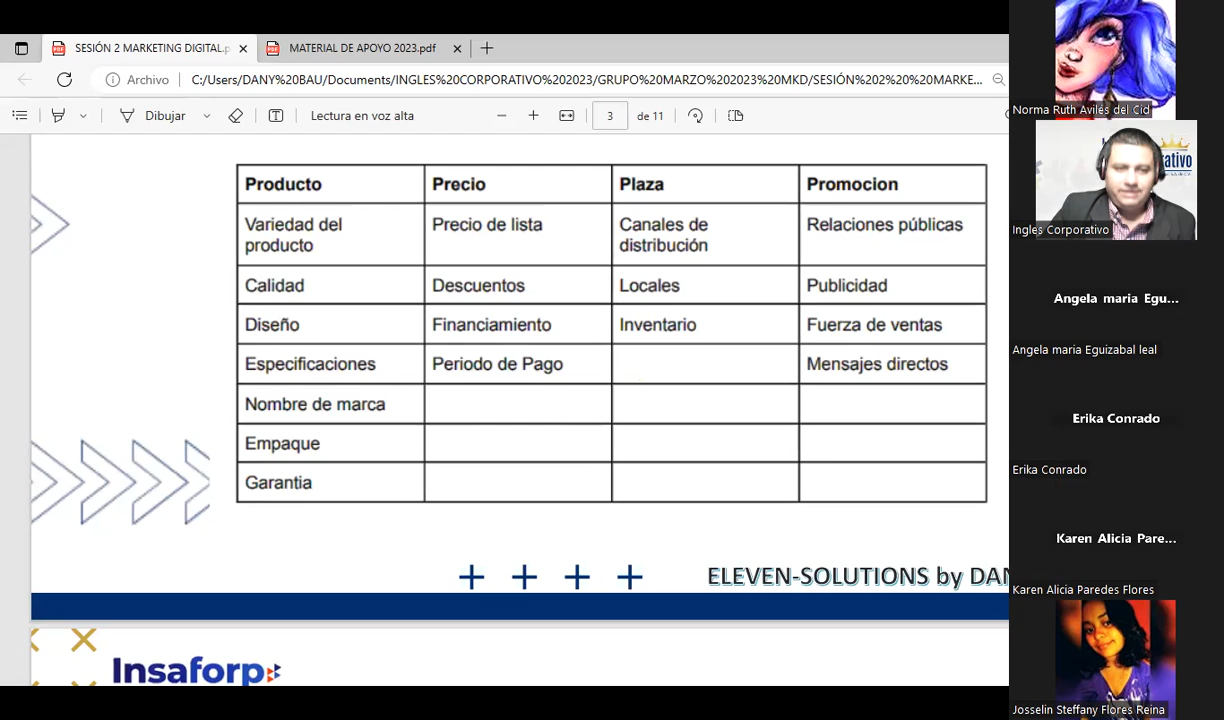 SESIÓN 2 MARKETING DIGITAL.p
MATERIAL DE APOYO 2023.pdf
Archivo
C:/Users/DANY%20BAU/Documents/INGLES%20CORPORATIVO%202023/GRUPO%20MARZO%202023%20MKD/SESIÓN%202%20%20MARKE...
Dibujar
Lectura en voz alta
3
de 11
Producto Precio Plaza Promocion
Variedad del producto Precio de lista Canales de distribución Relaciones públicas
Calidad Descuentos Locales Publicidad
Diseño Financiamiento Inventario Fuerza de ventas
Especificaciones Periodo de Pago Mensajes directos
Nombre de marca
Empaque
Garantia
ELEVEN-SOLUTIONS by DAN
Insaforp
Norma Ruth Aviles del Cid
ativo
Ingles Corporativo
Angela maria Egu...
Angela maria Eguizabal leal
Erika Conrado
Erika Conrado
Karen Alicia Pare...
Karen Alicia Paredes Flores
Josselin Steffany Flores Reina